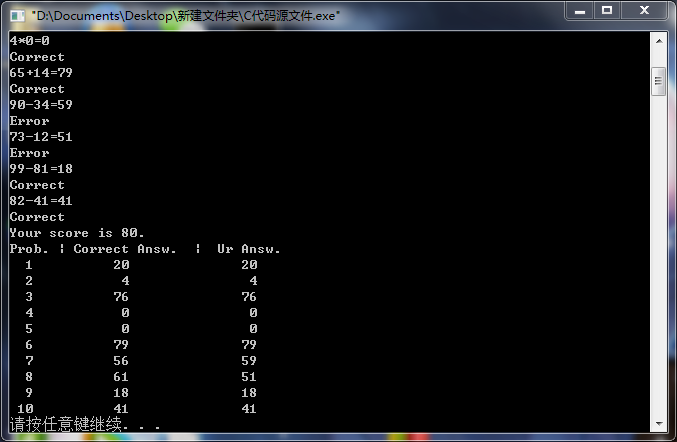 "D:\Documents\Desktop\新建文件夹\C代码源文件.exe"
4*0=0
Correct
65+14=79
Correct
90-34=59
Error
73-12=51
Error
99-81=18
Correct
82-41=41
Correct
Your score is 80.
Prob. | Correct Answ. | Ur Answ.
1 20 20
2 4 4
3 76 76
4 0 0
5 0 0
6 79 79
7 56 59
8 61 51
9 18 18
10 41 41
请按任意键继续. . .